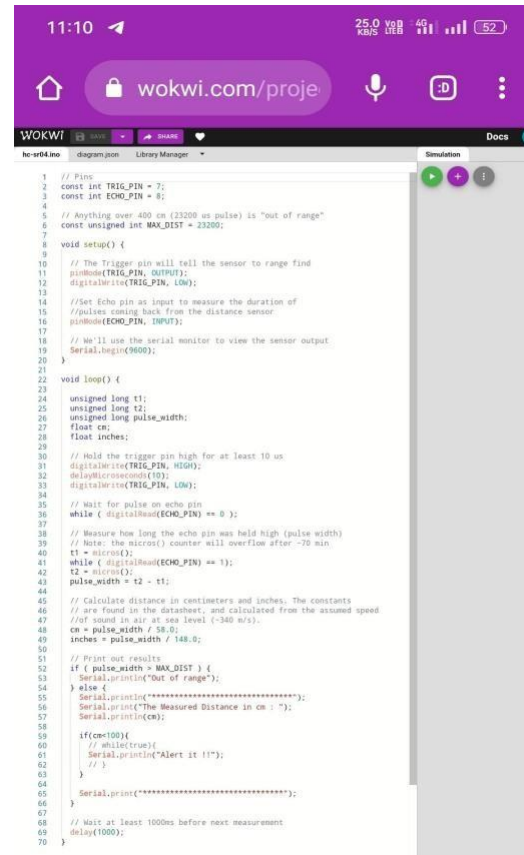 11:10
25.0 KB/S VoD LTE 4G 52
wokwi.com/proje
:D
WOKWI SAVE SHARE Docs
hc-sr04.ino diagram.json Library Manager Simulation
1 // Pins
2 const int TRIG_PIN = 7;
3 const int ECHO_PIN = 8;
4
5 // Anything over 400 cm (23200 us pulse) is "out of range"
6 const unsigned int MAX_DIST = 23200;
7
8 void setup() {
9
10 // The Trigger pin will tell the sensor to range find
11 pinMode(TRIG_PIN, OUTPUT);
12 digitalWrite(TRIG_PIN, LOW);
13
14 //Set Echo pin as input to measure the duration of
15 //pulses coming back from the distance sensor
16 pinMode(ECHO_PIN, INPUT);
17
18 // We'll use the serial monitor to view the sensor output
19 Serial.begin(9600);
20 }
21
22 void loop() {
23
24 unsigned long t1;
25 unsigned long t2;
26 unsigned long pulse_width;
27 float cm;
28 float inches;
29
30 // Hold the trigger pin high for at least 10 us
31 digitalWrite(TRIG_PIN, HIGH);
32 delayMicroseconds(10);
33 digitalWrite(TRIG_PIN, LOW);
34
35 // Wait for pulse on echo pin
36 while ( digitalRead(ECHO_PIN) == 0 );
37
38 // Measure how long the echo pin was held high (pulse width)
39 // Note: the micros() counter will overflow after ~70 min
40 t1 = micros();
41 while ( digitalRead(ECHO_PIN) == 1);
42 t2 = micros();
43 pulse_width = t2 - t1;
44
45 // Calculate distance in centimeters and inches. The constants
46 // are found in the datasheet, and calculated from the assumed speed
47 //of sound in air at sea level (~340 m/s).
48 cm = pulse_width / 58.0;
49 inches = pulse_width / 148.0;
50
51 // Print out results
52 if ( pulse_width > MAX_DIST ) {
53 Serial.println("Out of range");
54 } else {
55 Serial.println("********************************");
56 Serial.print("The Measured Distance in cm : ");
57 Serial.println(cm);
58
59 if(cm<100){
60 // while(true){
61 Serial.println("Alert it !!");
62 // }
63 }
64
65 Serial.print("********************************");
66 }
67
68 // Wait at least 1000ms before next measurement
69 delay(1000);
70 }